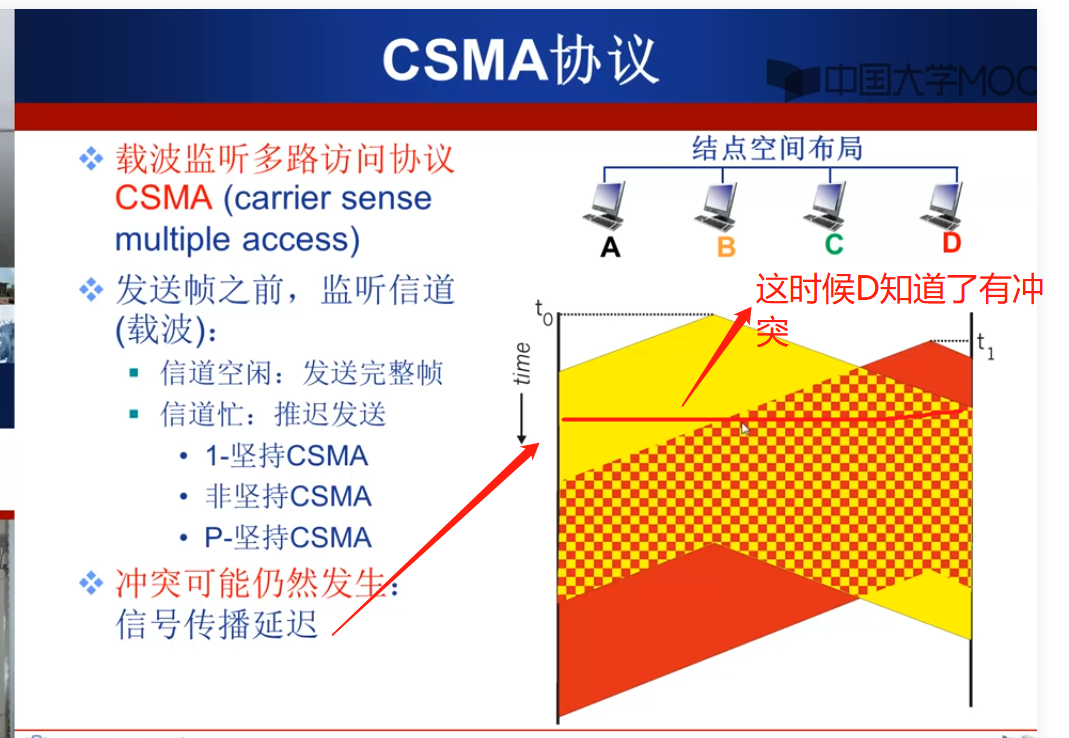 CSMA协议
中国大学MOO
载波监听多路访问协议
CSMA (carrier sense
multiple access)
发送帧之前，监听信道
(载波)：
信道空闲：发送完整帧
信道忙：推迟发送
• 1-坚持CSMA
• 非坚持CSMA
• P-坚持CSMA
冲突可能仍然发生：
信号传播延迟
结点空间布局
A B C D
这时候D知道了有冲
突
t0
t1
time